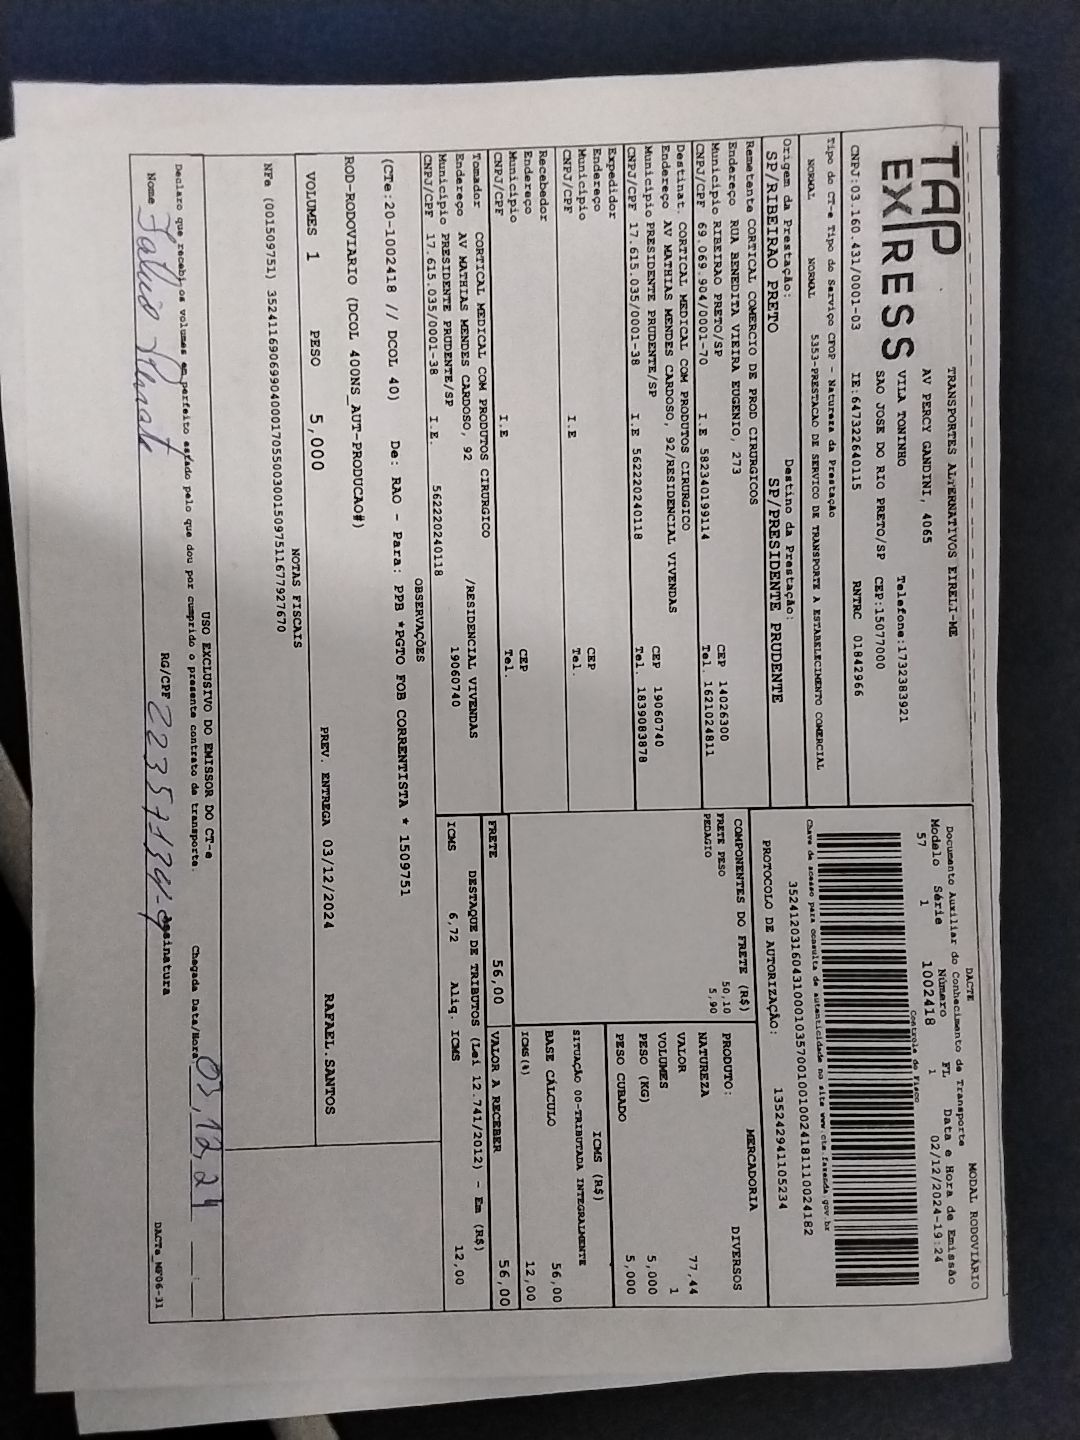 TAP
EXPRESS
TRANSPORTES ALTERNATIVOS EIRELI-ME
AV PERCY GANDINI, 4065
VILA TONINHO Telefone:1732383921
SAO JOSE DO RIO PRETO/SP CEP:15077000
CNPJ:03.160.431/0001-03 IE:647322640115 RNTRC 01842966
DACTE MODAL RODOVIÁRIO
Documento Auxiliar do Conhecimento de Transporte
Modelo Série Número FL Data e Hora de Emissão
57 1 1002418 1 02/12/2024-19:24
Controle do Fisco
Chave de acesso para consulta de autenticidade no site www.cte.fazenda.gov.br
PROTOCOLO DE AUTORIZAÇÃO: 135242941105234
Tipo do CT-e Tipo do Serviço CFOP - Natureza da Prestação
NORMAL NORMAL 5353-PRESTACAO DE SERVICO DE TRANSPORTE A ESTABELECIMENTO COMERCIAL
Origem da Prestação: Destino da Prestação:
SP/RIBEIRAO PRETO SP/PRESIDENTE PRUDENTE
Remetente CORTICAL COMERCIO DE PROD CIRURGICOS
Endereço RUA BENEDITA VIEIRA EUGENIO, 273
Município RIBEIRAO PRETO/SP CEP 14026300
CNPJ/CPF 69.069.904/0001-70 I.E 582340199114 Tel. 1621024811
Destinat. CORTICAL MEDICAL COM PRODUTOS CIRURGICO
Endereço AV MATHIAS MENDES CARDOSO, 92/RESIDENCIAL VIVENDAS
Município PRESIDENTE PRUDENTE/SP CEP 19060740
CNPJ/CPF 17.615.035/0001-38 I.E 562220240118 Tel. 1839083878
Expedidor
Endereço
Município CEP
CNPJ/CPF I.E Tel.
Recebedor
Endereço
Município CEP
CNPJ/CPF I.E Tel.
Tomador CORTICAL MEDICAL COM PRODUTOS CIRURGICO
Endereço AV MATHIAS MENDES CARDOSO, 92 /RESIDENCIAL VIVENDAS
Município PRESIDENTE PRUDENTE/SP 19060740
CNPJ/CPF 17.615.035/0001-38 I.E. 562220240118
COMPONENTES DO FRETE (R$)
FRETE PESO 50,10
PEDAGIO 5,90
FRETE 56,00
MERCADORIA
PRODUTO: DIVERSOS
NATUREZA
VALOR 77,44
VOLUMES 1
PESO (KG) 5,000
PESO CUBADO 5,000
ICMS (R$)
SITUAÇÃO 00-TRIBUTADA INTEGRALMENTE
BASE CÁLCULO 56,00
ICMS(%) 12,00
VALOR A RECEBER 56,00
DESTAQUE DE TRIBUTOS (Lei 12.741/2012) - Em (R$)
ICMS 6,72 Aliq. ICMS 12,00
OBSERVAÇÕES
(CTe:20-1002418 // DCOL 40) De: RAO - Para: PPB *PGTO FOB CORRENTISTA * 1509751
ROD-RODOVIARIO (DCOL 400NS_AUT-PRODUCAO#)
VOLUMES 1 PESO 5,000 PREV. ENTREGA 03/12/2024 RAFAEL.SANTOS
NOTAS FISCAIS
NFe (001509751) 35241169069904000170550030015097511677927670
USO EXCLUSIVO DO EMISSOR DO CT-e
Declaro que recebi os volumes em perfeito estado pelo que dou por cumprido o presente contrato de transporte. Chegada Data/Hora 03,12,24
Nome RG/CPF Assinatura
DACTe_MF06-31